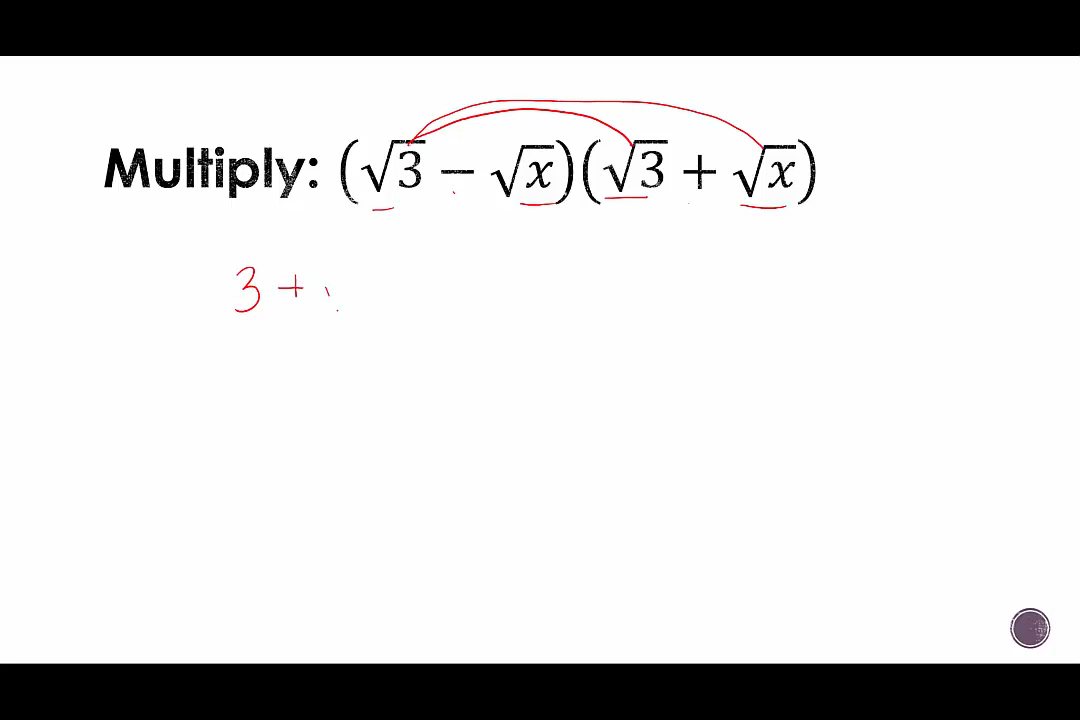 Multiply: (√3 − √x)(√3 + √x)
3 +